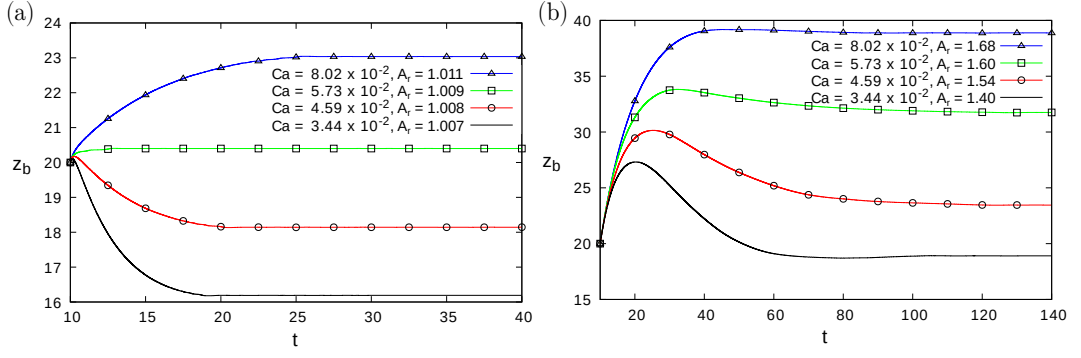 (a)
23
22
21
20
19
18
17
16
z_b
Ca = 8.02 x 10^-2, A_r = 1.011
Ca = 5.73 x 10^-2, A_r = 1.009
Ca = 4.59 x 10^-2, A_r = 1.008
Ca = 3.44 x 10^-2, A_r = 1.007
10 15 20 25 30 35 40
t
(b)
40
35
30
25
20
15
z_b
Ca = 8.02 x 10^-2, A_r = 1.68
Ca = 5.73 x 10^-2, A_r = 1.60
Ca = 4.59 x 10^-2, A_r = 1.54
Ca = 3.44 x 10^-2, A_r = 1.40
20 40 60 80 100 120 140
t